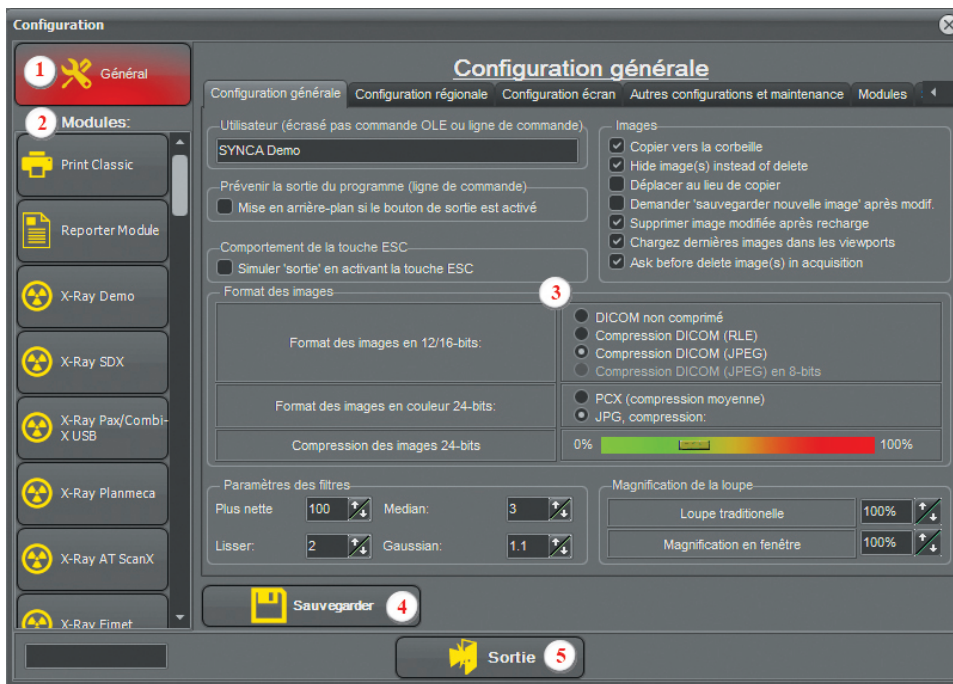 Configuration
1 Général
2 Modules:
Print Classic
Reporter Module
X-Ray Demo
X-Ray SDX
X-Ray Pax/Combi-
X USB
X-Ray Planmeca
X-Ray AT ScanX
X-Ray Fimet
Configuration générale
Configuration générale Configuration régionale Configuration écran Autres configurations et maintenance Modules
Utilisateur (écrasé pas commande OLE ou ligne de commande)
SYNCA Demo
Prévenir la sortie du programme (ligne de commande)
Mise en arrière-plan si le bouton de sortie est activé
Comportement de la touche ESC
Simuler 'sortie' en activant la touche ESC
Images
Copier vers la corbeille
Hide image(s) instead of delete
Déplacer au lieu de copier
Demander 'sauvegarder nouvelle image' après modif.
Supprimer image modifiée après recharge
Chargez dernières images dans les viewports
Ask before delete image(s) in acquisition
Format des images
3
Format des images en 12/16-bits:
DICOM non comprimé
Compression DICOM (RLE)
Compression DICOM (JPEG)
Compression DICOM (JPEG) en 8-bits
Format des images en couleur 24-bits:
PCX (compression moyenne)
JPG, compression:
Compression des images 24-bits
0% 100%
Paramètres des filtres
Plus nette 100 Median: 3
Lisser: 2 Gaussian: 1.1
Magnification de la loupe
Loupe traditionelle 100%
Magnification en fenêtre 100%
Sauvegarder 4
Sortie 5